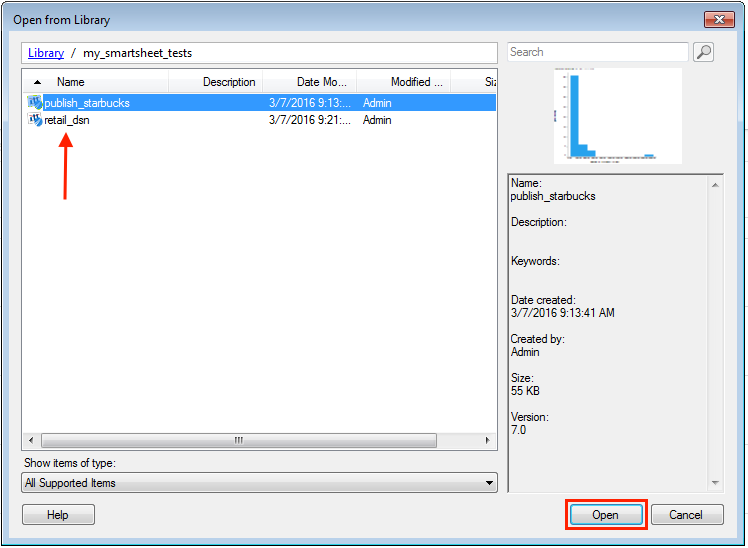 Open from Library
Library / my_smartsheet_tests
Search
Name Description Date Mo... Modified ... Siz
publish_starbucks 3/7/2016 9:13:... Admin
retail_dsn 3/7/2016 9:21:... Admin
Name:
publish_starbucks
Description:
Keywords:
Date created:
3/7/2016 9:13:41 AM
Created by:
Admin
Size:
55 KB
Version:
7.0
Show items of type:
All Supported Items
Help
Open
Cancel